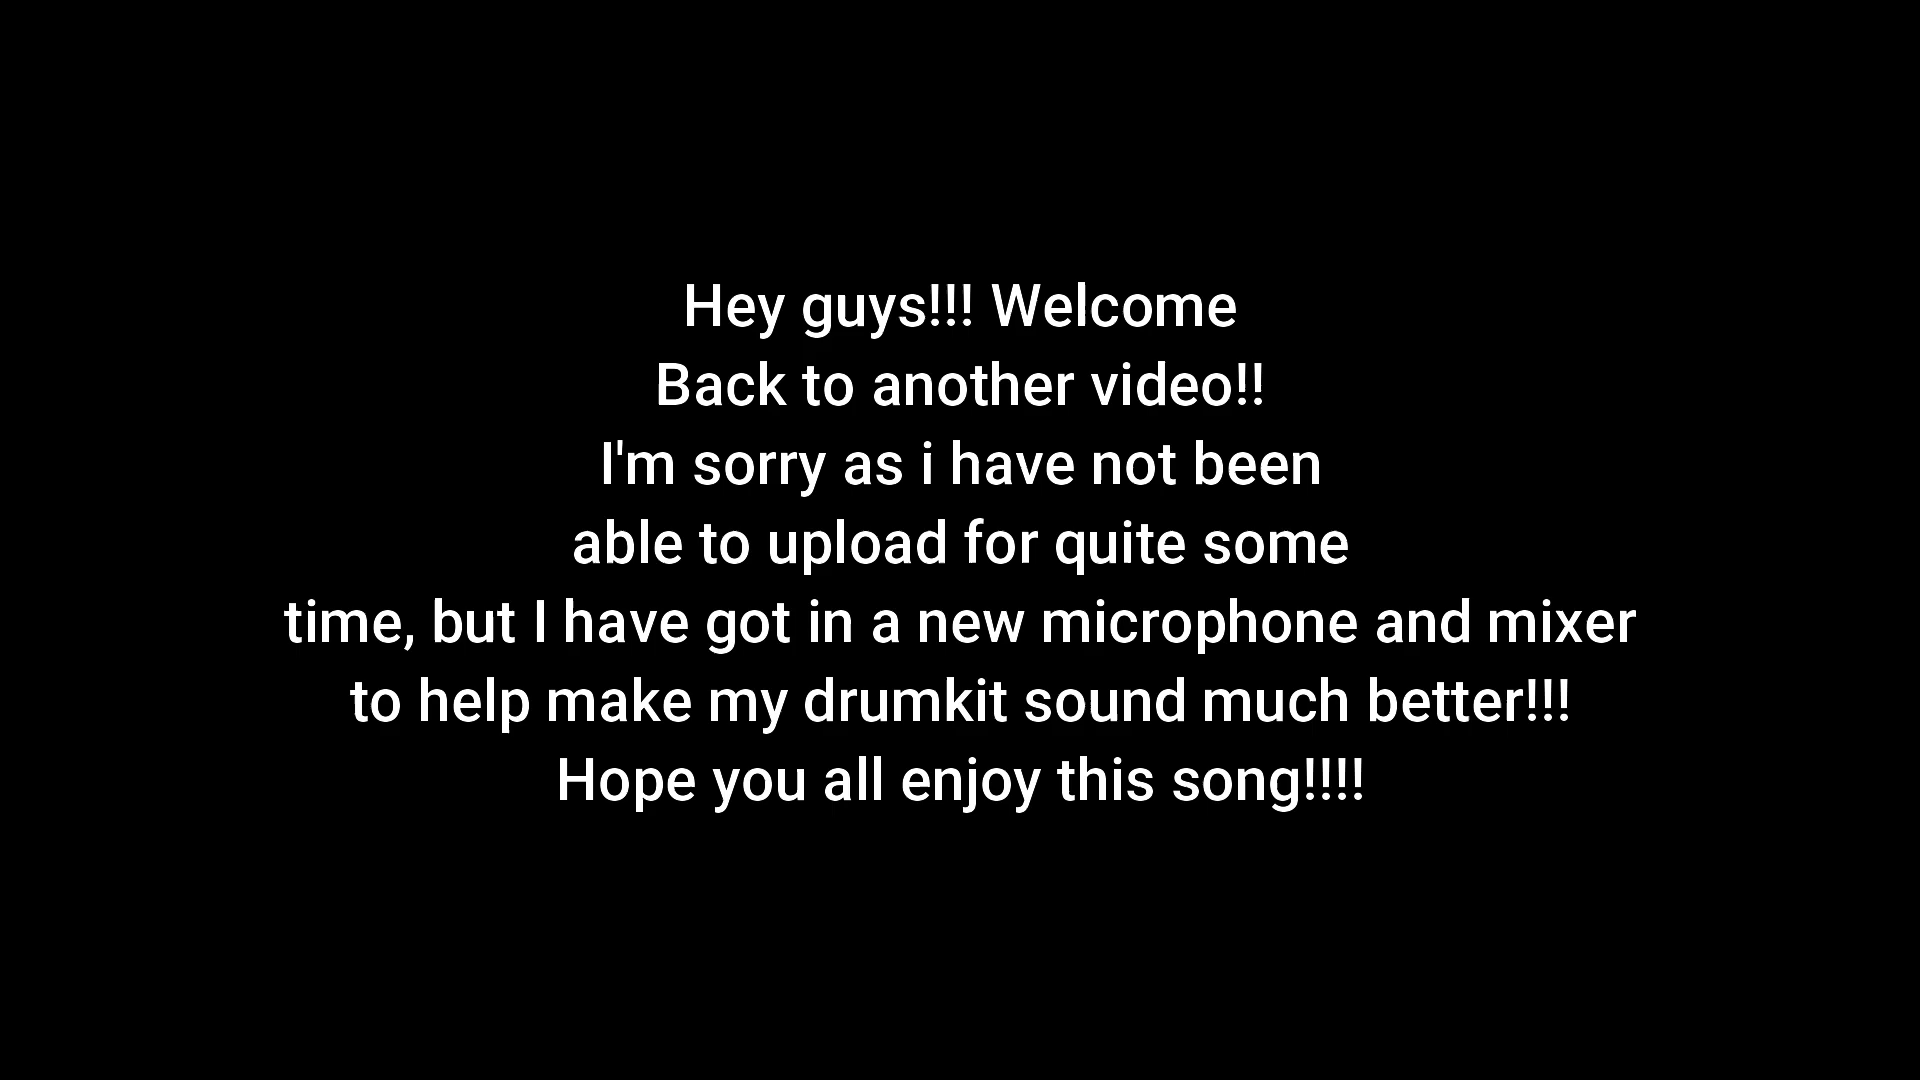 Hey guys!!! Welcome
Back to another video!!
I'm sorry as i have not been
able to upload for quite some
time, but I have got in a new microphone and mixer
to help make my drumkit sound much better!!!
Hope you all enjoy this song!!!!